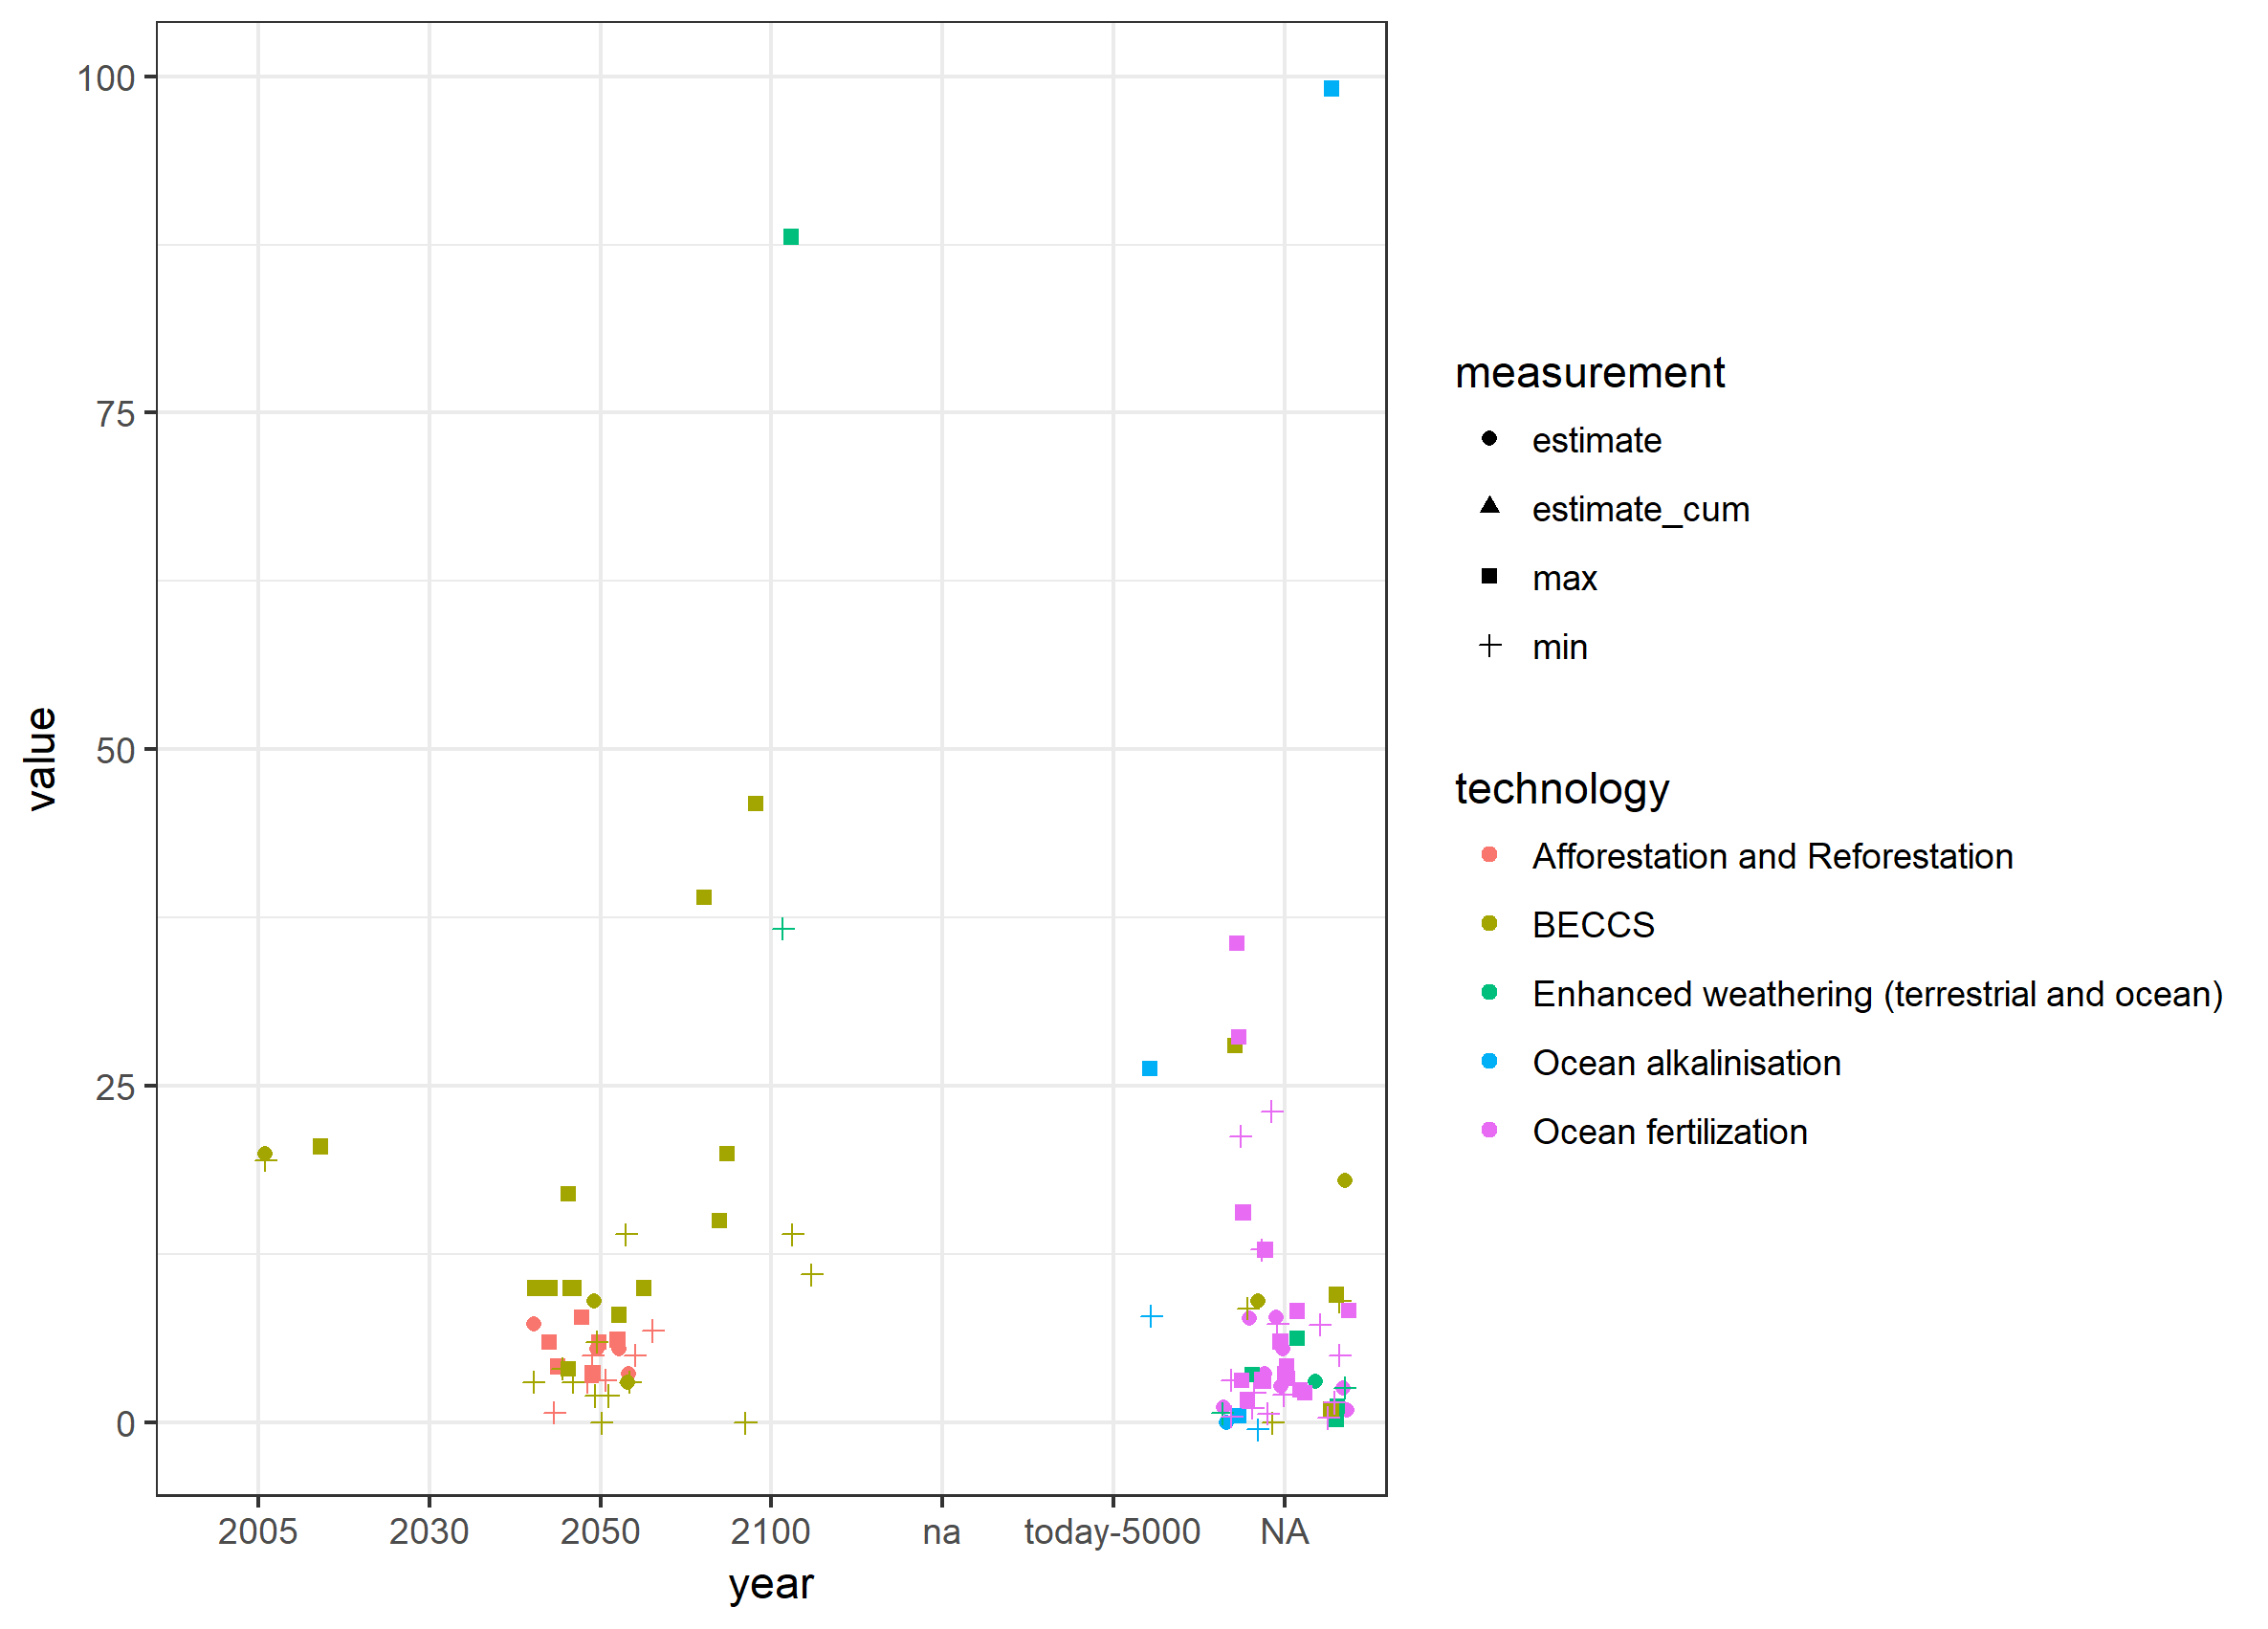 100
75
50
25
0
value
2005 2030 2050 2100 na today-5000 NA
year
measurement
estimate
estimate_cum
max
min
technology
Afforestation and Reforestation
BECCS
Enhanced weathering (terrestrial and ocean)
Ocean alkalinisation
Ocean fertilization